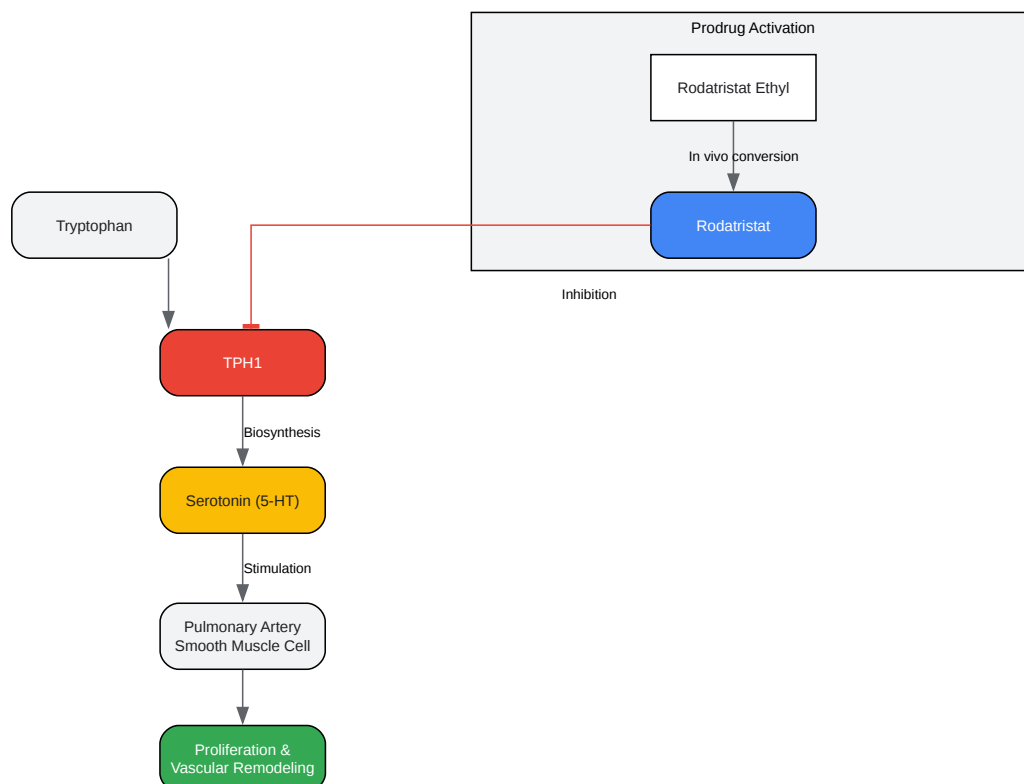 Prodrug Activation
Rodatristat Ethyl
In vivo conversion
Tryptophan
Rodatristat
Inhibition
TPH1
Biosynthesis
Serotonin (5-HT)
Stimulation
Pulmonary Artery
Smooth Muscle Cell
Proliferation &
Vascular Remodeling